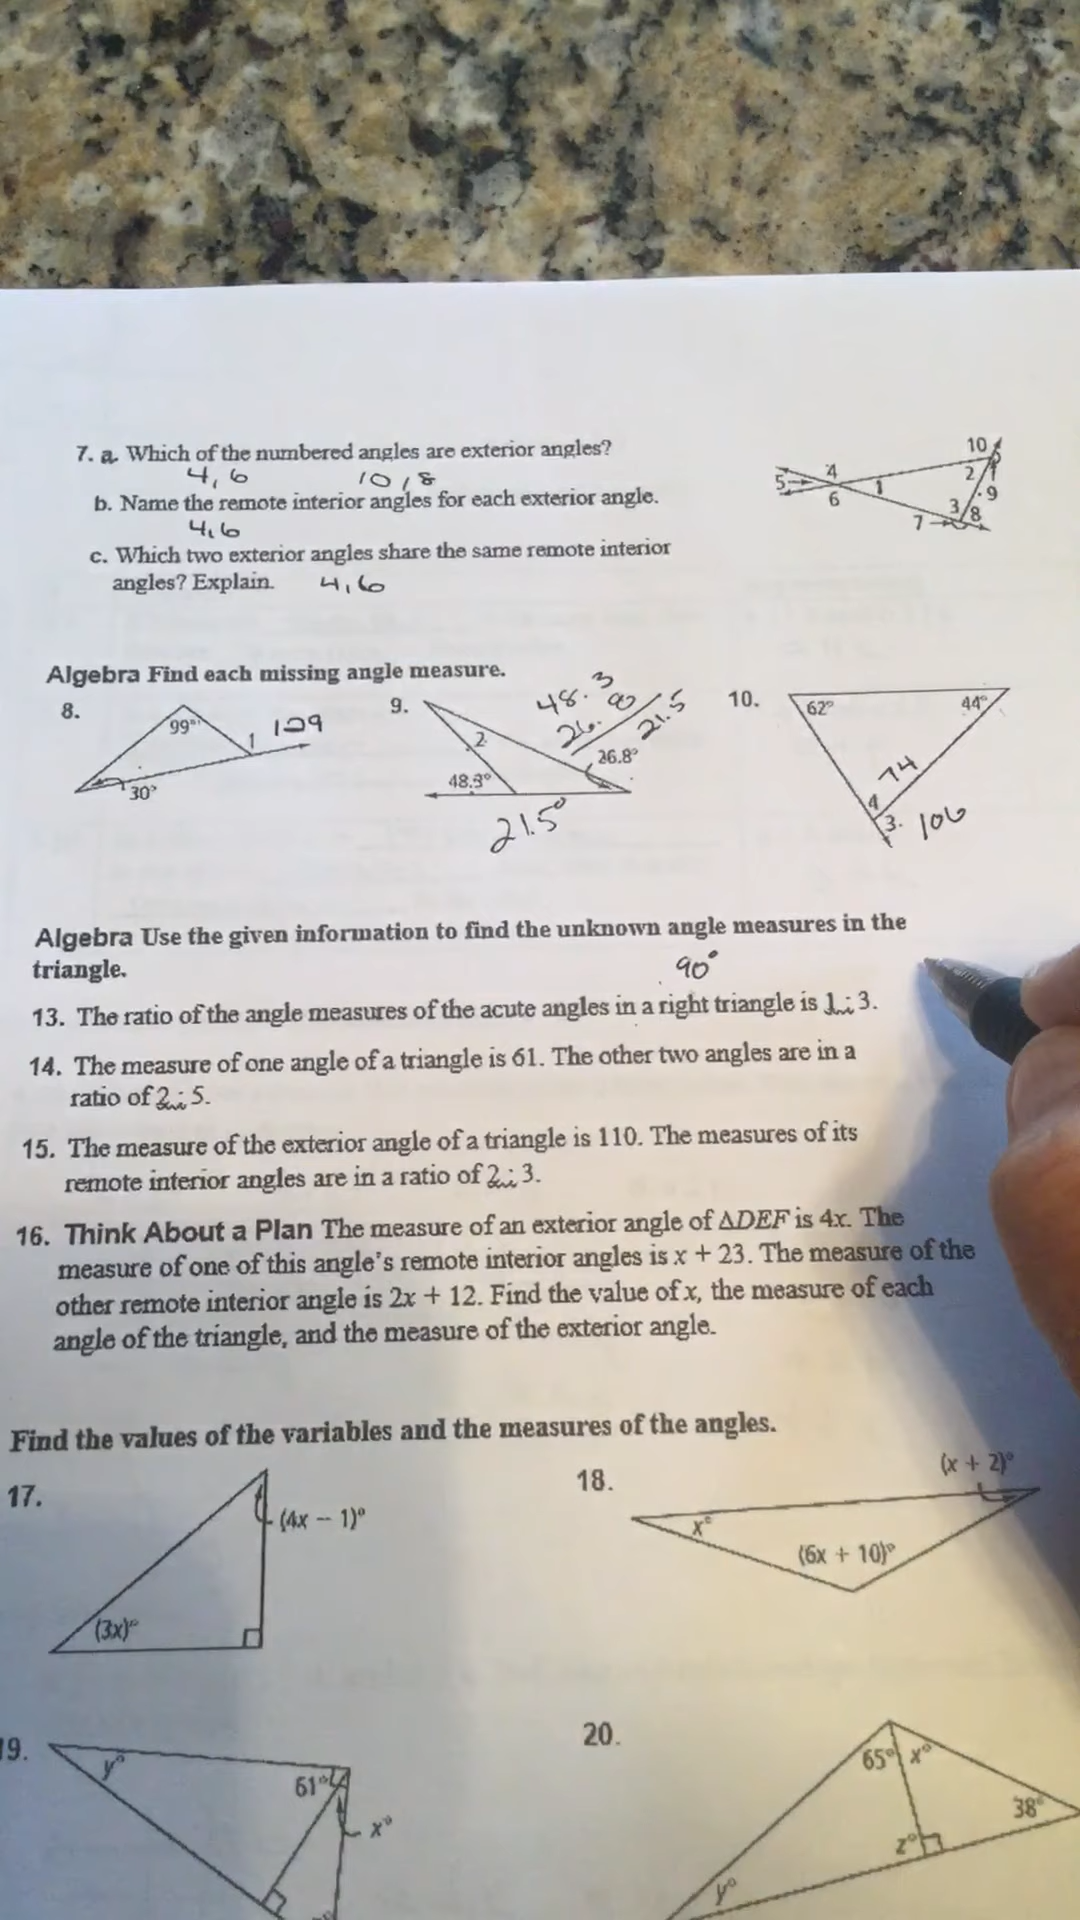 7. a. Which of the numbered angles are exterior angles?
4,6 10,8
b. Name the remote interior angles for each exterior angle.
4,6
c. Which two exterior angles share the same remote interior
angles? Explain. 4,6
10
5 4 2
6 1 9
7 3 8
Algebra Find each missing angle measure.
8. 99° 1 129
30°
9. 2 48.3°
26.8°
48.3
26.8
21.5
21.5°
10. 62° 44°
4 74
3. 106
Algebra Use the given information to find the unknown angle measures in the
triangle.
90°
13. The ratio of the angle measures of the acute angles in a right triangle is 1 : 3.
14. The measure of one angle of a triangle is 61. The other two angles are in a
ratio of 2 : 5.
15. The measure of the exterior angle of a triangle is 110. The measures of its
remote interior angles are in a ratio of 2 : 3.
16. Think About a Plan The measure of an exterior angle of ΔDEF is 4x. The
measure of one of this angle's remote interior angles is x + 23. The measure of the
other remote interior angle is 2x + 12. Find the value of x, the measure of each
angle of the triangle, and the measure of the exterior angle.
Find the values of the variables and the measures of the angles.
17. (4x – 1)°
(3x)°
18. (x + 2)°
x°
(6x + 10)°
19. y° 61°
x°
20. 65° x°
38°
z°
y°